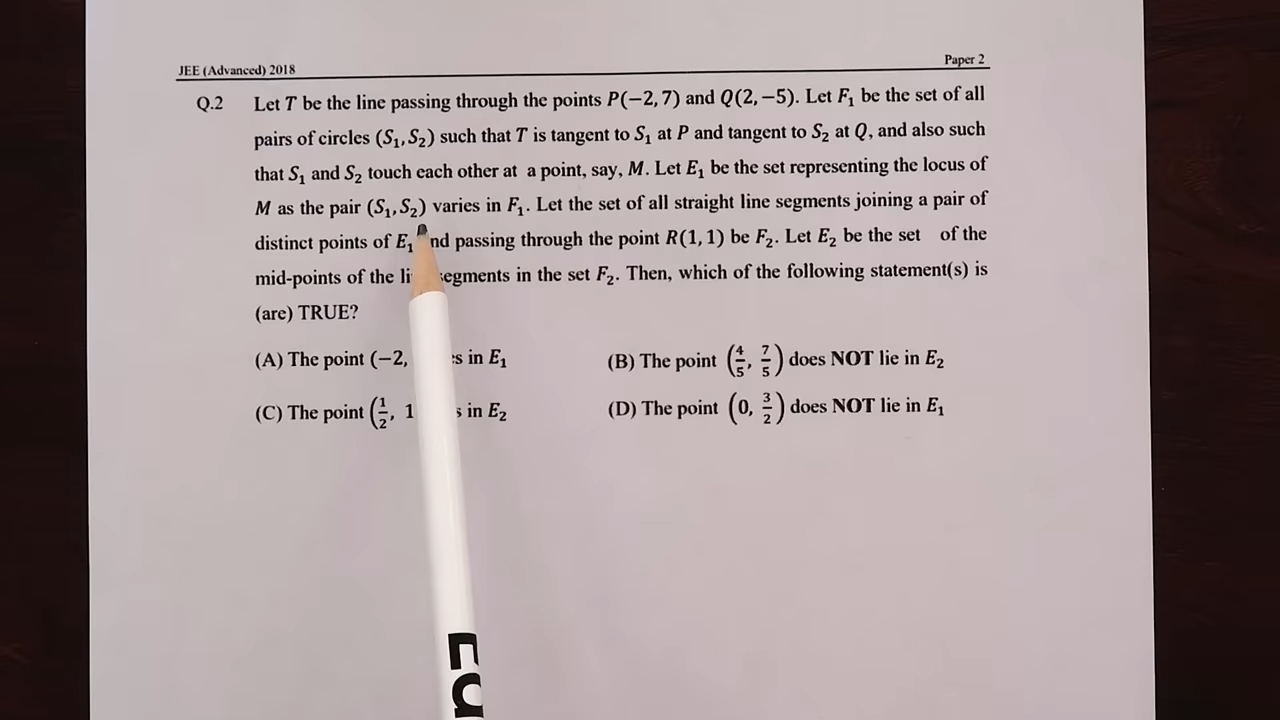 JEE (Advanced) 2018 Paper 2
Q.2 Let T be the line passing through the points P(−2, 7) and Q(2, −5). Let F₁ be the set of all
pairs of circles (S₁, S₂) such that T is tangent to S₁ at P and tangent to S₂ at Q, and also such
that S₁ and S₂ touch each other at a point, say, M. Let E₁ be the set representing the locus of
M as the pair (S₁, S₂) varies in F₁. Let the set of all straight line segments joining a pair of
distinct points of E₁ nd passing through the point R(1, 1) be F₂. Let E₂ be the set of the
mid-points of the li segments in the set F₂. Then, which of the following statement(s) is
(are) TRUE?
(A) The point (−2, s in E₁ (B) The point (4/5, 7/5) does NOT lie in E₂
(C) The point (1/2, 1 s in E₂ (D) The point (0, 3/2) does NOT lie in E₁